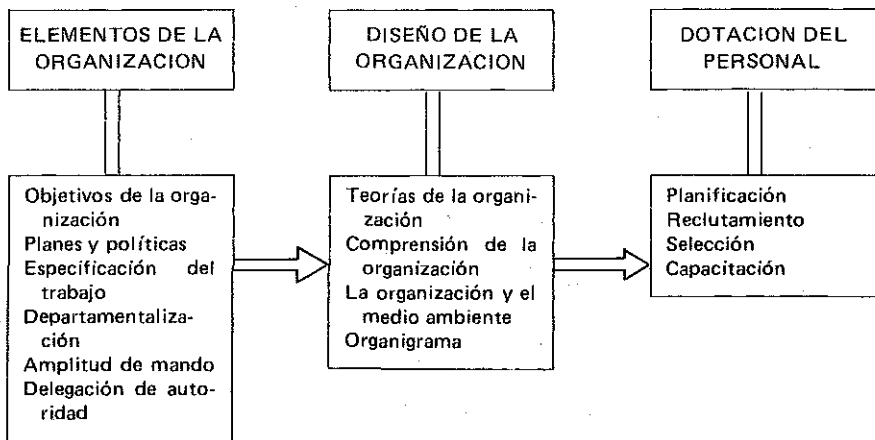 ELEMENTOS DE LA
ORGANIZACION
DISEÑO DE LA
ORGANIZACION
DOTACION DEL
PERSONAL
Objetivos de la orga-
nización
Planes y políticas
Especificación del
trabajo
Departamentaliza-
ción
Amplitud de mando
Delegación de auto-
ridad
Teorías de la organi-
zación
Comprensión de la
organización
La organización y el
medio ambiente
Organigrama
Planificación
Reclutamiento
Selección
Capacitación